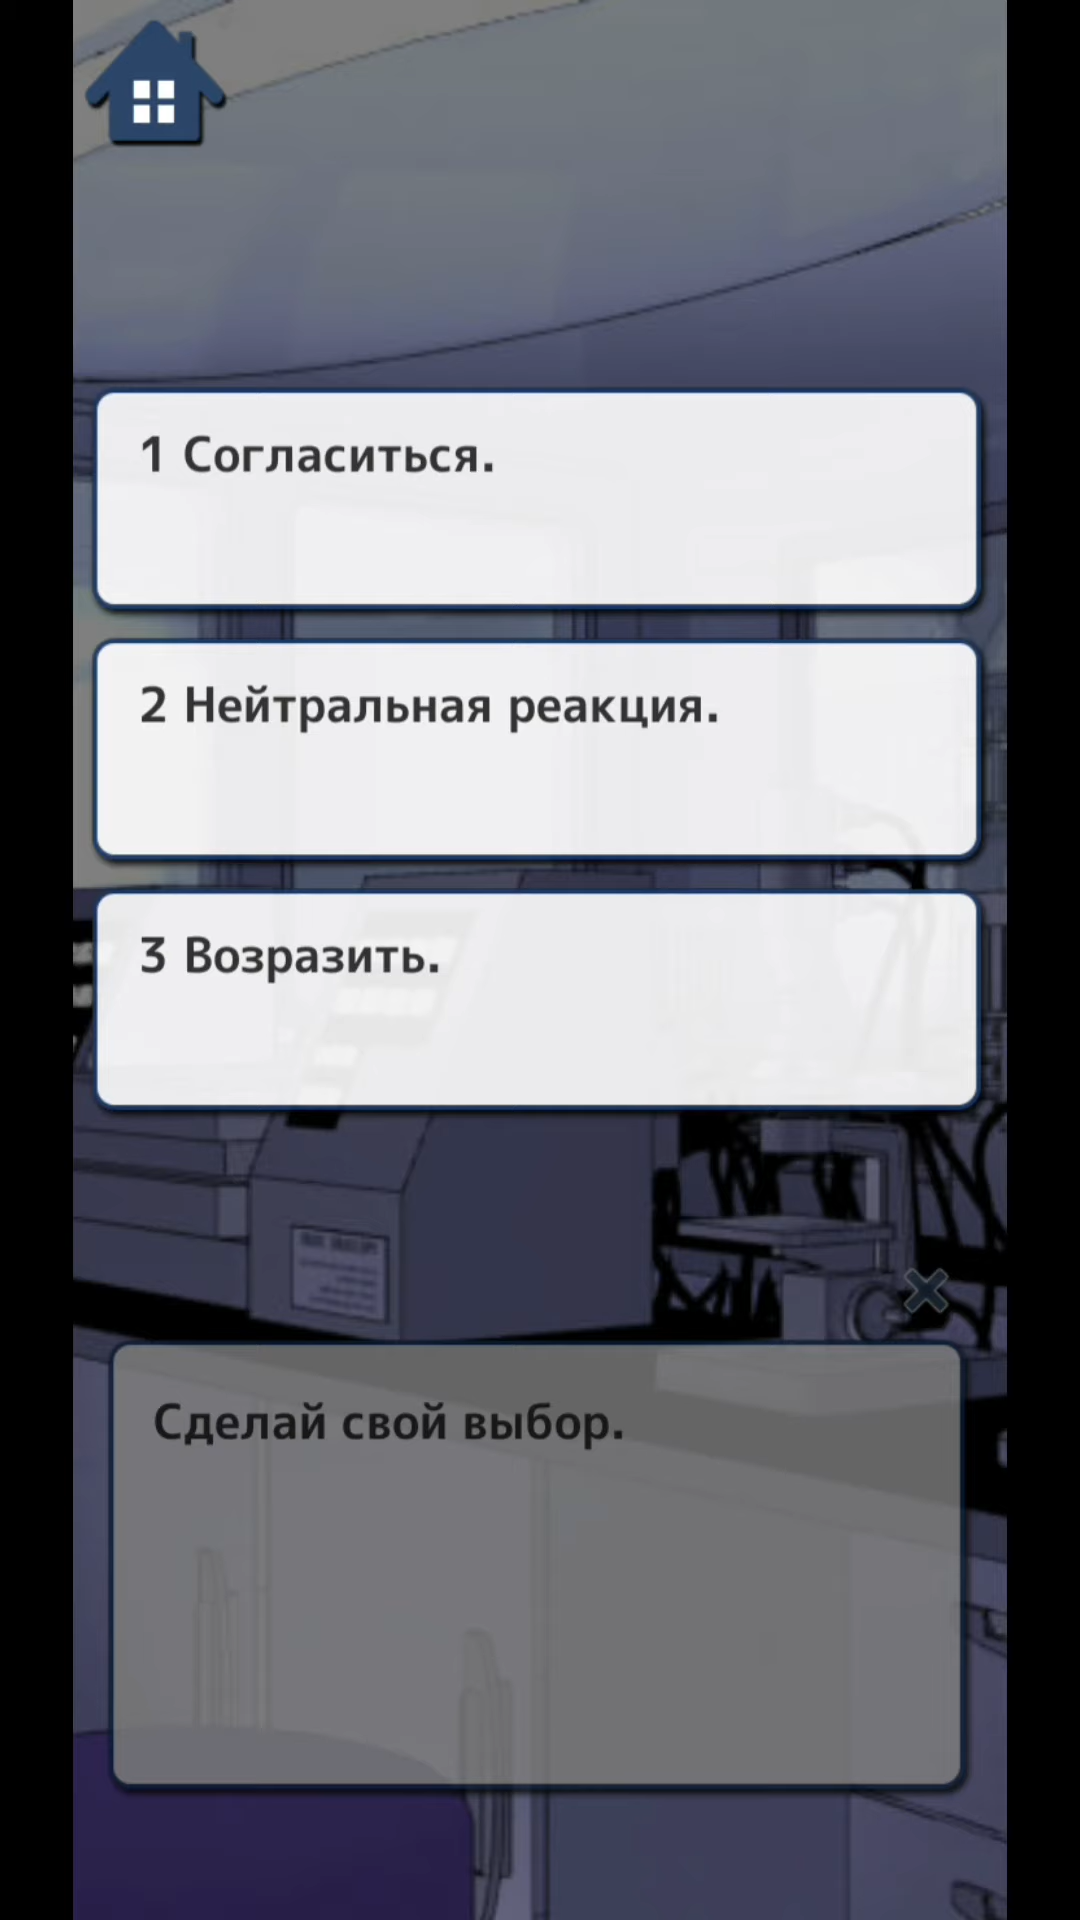 1 Согласиться.
2 Нейтральная реакция.
3 Возразить.
Сделай свой выбор.